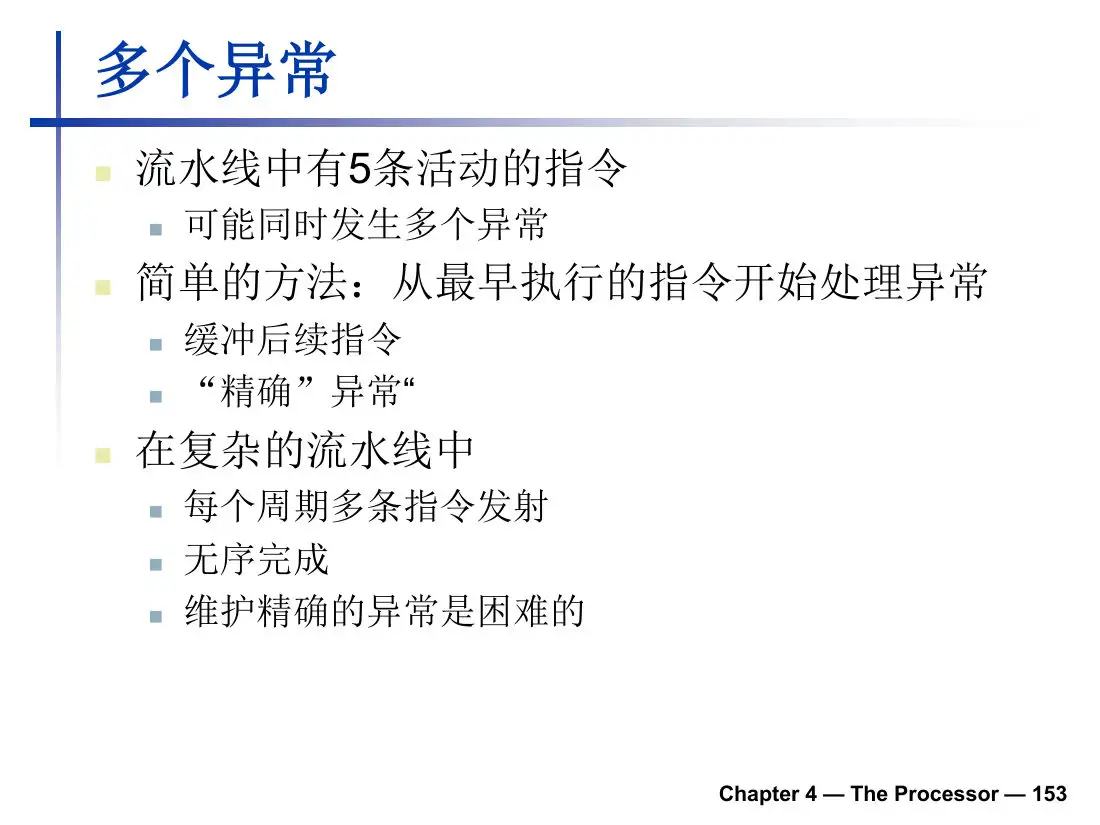 多个异常
流水线中有5条活动的指令
可能同时发生多个异常
简单的方法：从最早执行的指令开始处理异常
缓冲后续指令
“精确”异常“
在复杂的流水线中
每个周期多条指令发射
无序完成
维护精确的异常是困难的
Chapter 4 — The Processor — 153